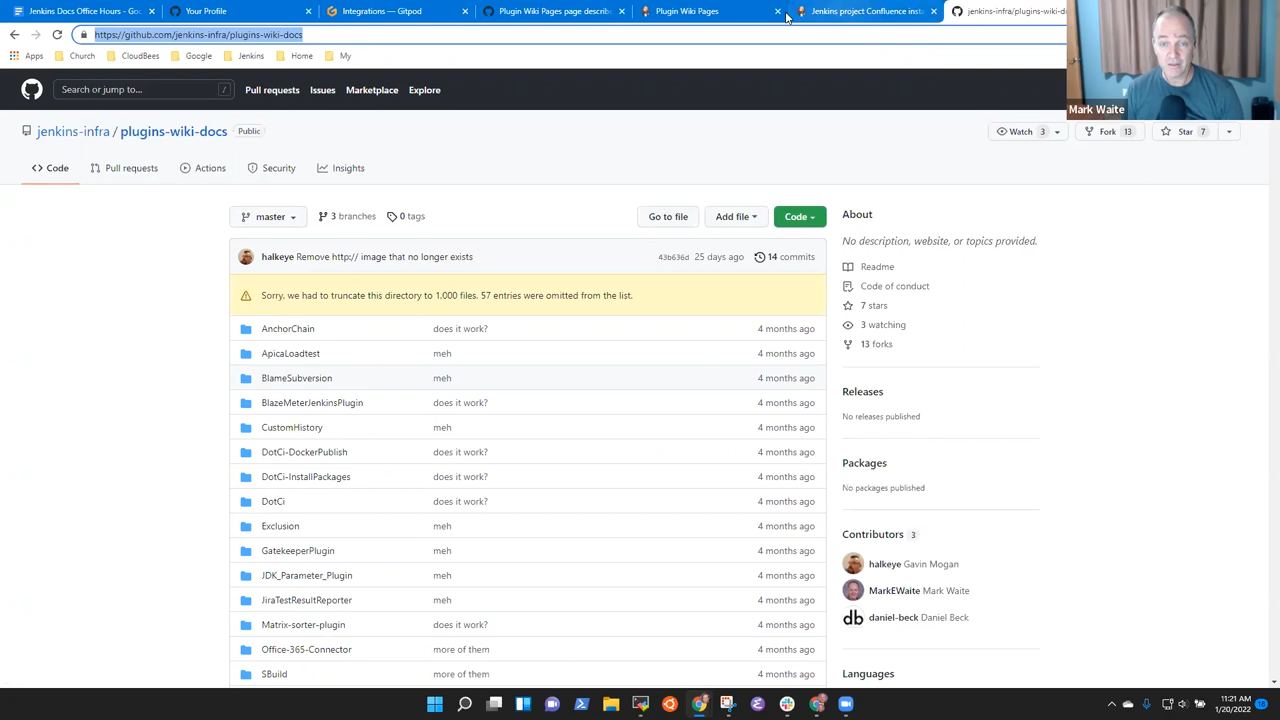 Jenkins Docs Office Hours - Goo
Your Profile
Integrations — Gitpod
Plugin Wiki Pages page describe
Plugin Wiki Pages
Jenkins project Confluence insta
jenkins-infra/plugins-wiki-do
https://github.com/jenkins-infra/plugins-wiki-docs
Apps
Church
CloudBees
Google
Jenkins
Home
My
Mark Waite
Search or jump to...
/
Pull requests
Issues
Marketplace
Explore
jenkins-infra / plugins-wiki-docs
Public
Watch 3
Fork 13
Star 7
Code
Pull requests
Actions
Security
Insights
master
3 branches
0 tags
Go to file
Add file
Code
About
No description, website, or topics provided.
Readme
Code of conduct
7 stars
3 watching
13 forks
halkeye Remove http:// image that no longer exists
43b636d 25 days ago
14 commits
Sorry, we had to truncate this directory to 1,000 files. 57 entries were omitted from the list.
AnchorChain does it work? 4 months ago
ApicaLoadtest meh 4 months ago
BlameSubversion meh 4 months ago
BlazeMeterJenkinsPlugin does it work? 4 months ago
CustomHistory meh 4 months ago
DotCi-DockerPublish does it work? 4 months ago
DotCi-InstallPackages does it work? 4 months ago
DotCi does it work? 4 months ago
Exclusion meh 4 months ago
GatekeeperPlugin meh 4 months ago
JDK_Parameter_Plugin meh 4 months ago
JiraTestResultReporter meh 4 months ago
Matrix-sorter-plugin does it work? 4 months ago
Office-365-Connector more of them 4 months ago
SBuild more of them 4 months ago
Releases
No releases published
Packages
No packages published
Contributors 3
halkeye Gavin Mogan
MarkEWaite Mark Waite
db
daniel-beck Daniel Beck
Languages
11:21 AM
1/20/2022
18